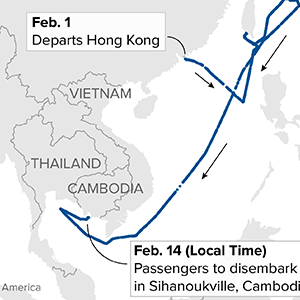 Feb. 1
Departs Hong Kong
VIETNAM
THAILAND
CAMBODIA
Feb. 14 (Local Time)
Passengers to disembark
in Sihanoukville, Cambodi
America